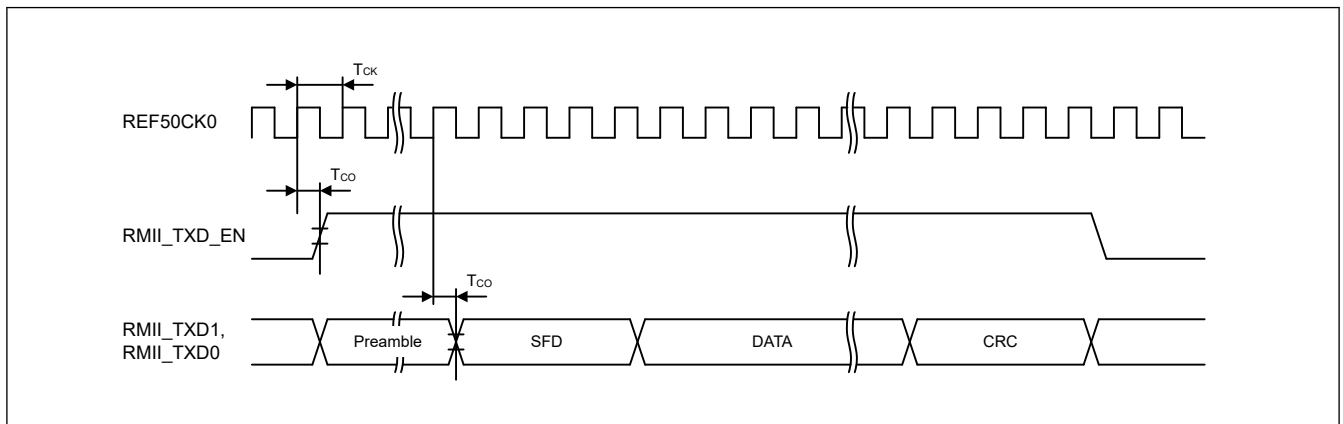 TCK
REF50CK0
TCO
RMII_TXD_EN
TCO
RMII_TXD1,
RMII_TXD0
Preamble
SFD
DATA
CRC